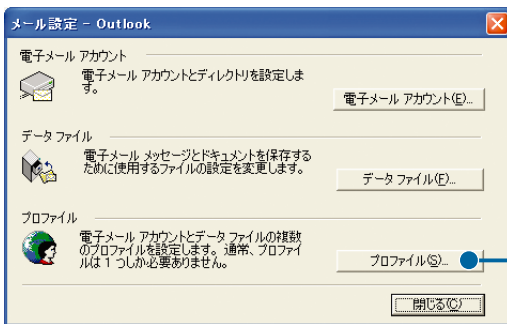 メール設定 - Outlook
電子メール アカウント
電子メール アカウントとディレクトリを設定しま
す。
電子メール アカウント(E)...
データ ファイル
電子メール メッセージとドキュメントを保存する
ために使用するファイルの設定を変更します。
データ ファイル(F)...
プロファイル
電子メール アカウントとデータ ファイルの複数
のプロファイルを設定します。通常、プロファイ
ルは 1 つしか必要ありません。
プロファイル(S)...
閉じる(C)